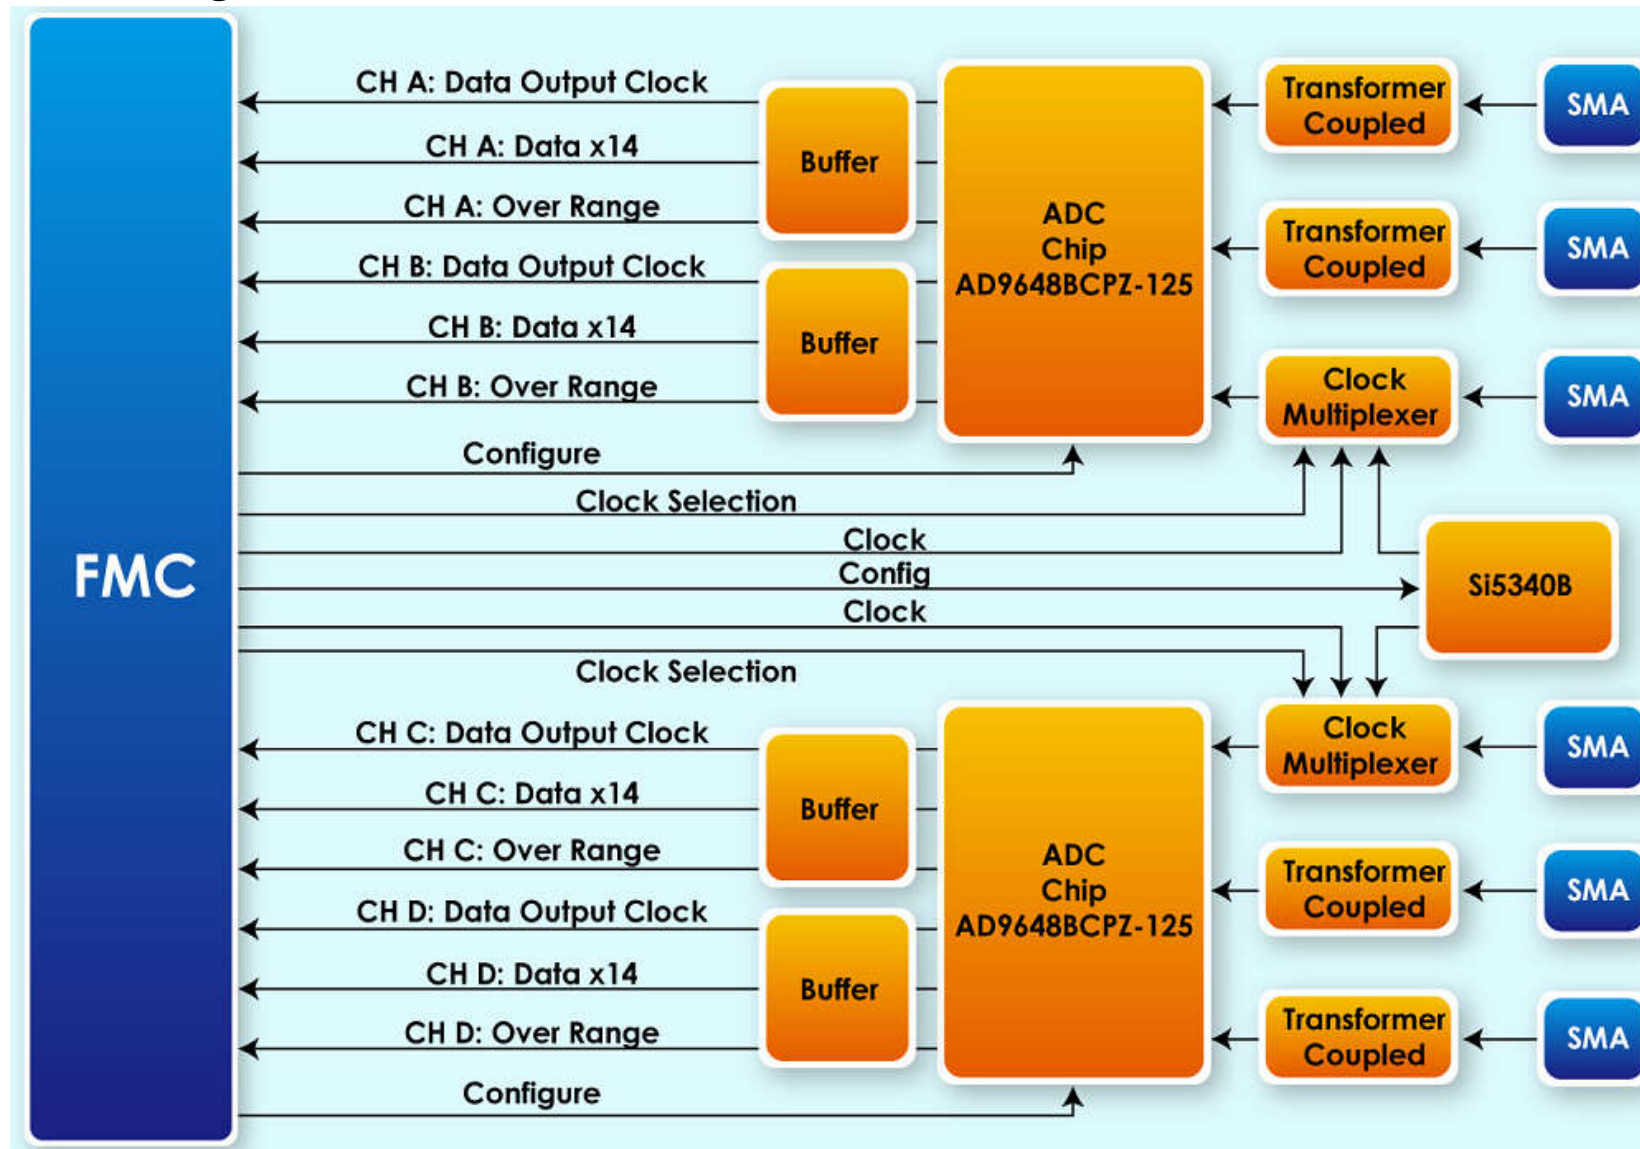 CH A: Data Output Clock
CH A: Data x14
CH A: Over Range
CH B: Data Output Clock
CH B: Data x14
CH B: Over Range
Buffer
Buffer
ADC
Chip
AD9648BCPZ-125
Transformer
Coupled
SMA
Transformer
Coupled
SMA
Clock
Multiplexer
SMA
Configure
Clock Selection
Clock
Config
Clock
Clock Selection
FMC
Si5340B
CH C: Data Output Clock
CH C: Data x14
CH C: Over Range
CH D: Data Output Clock
CH D: Data x14
CH D: Over Range
Configure
Buffer
Buffer
ADC
Chip
AD9648BCPZ-125
Clock
Multiplexer
SMA
Transformer
Coupled
SMA
Transformer
Coupled
SMA